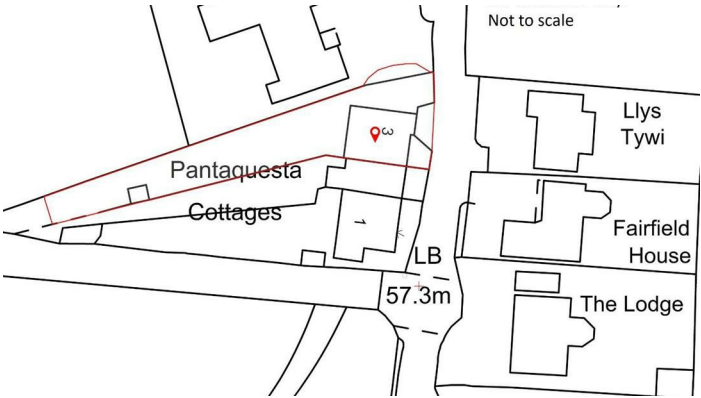 Not to scale
Llys
Tywi
3
Pantaquesta
Cottages
1
Fairfield
House
LB
57.3m
The Lodge